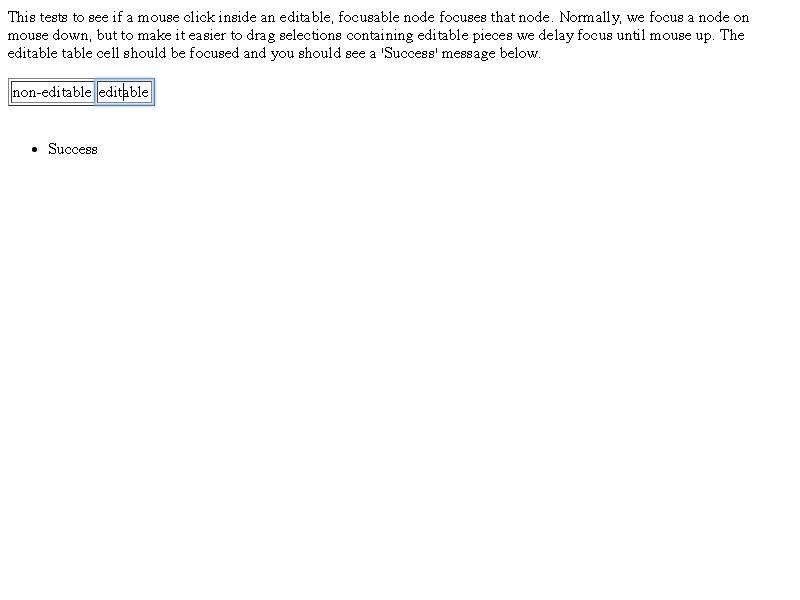 This tests to see if a mouse click inside an editable, focusable node focuses that node. Normally, we focus a node on
mouse down, but to make it easier to drag selections containing editable pieces we delay focus until mouse up. The
editable table cell should be focused and you should see a 'Success' message below.
non-editable editable
• Success